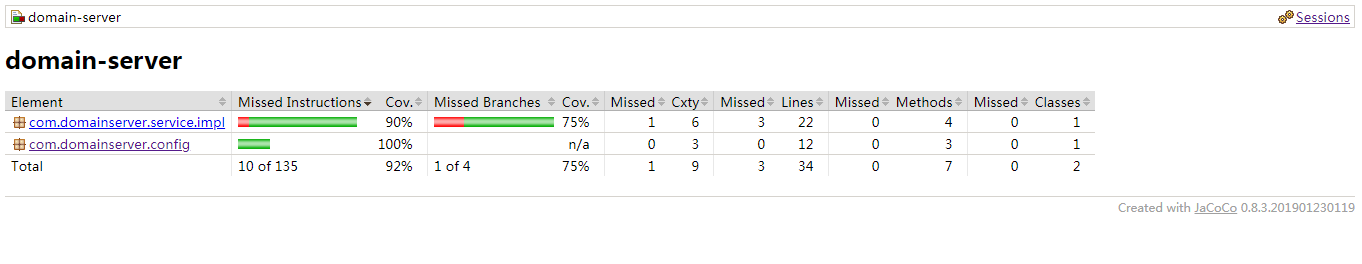 domain-server Sessions
domain-server
Element Missed Instructions Cov. Missed Branches Cov. Missed Cxty Missed Lines Missed Methods Missed Classes
com.domainserver.service.impl 90% 75% 1 6 3 22 0 4 0 1
com.domainserver.config 100% n/a 0 3 0 12 0 3 0 1
Total 10 of 135 92% 1 of 4 75% 1 9 3 34 0 7 0 2
Created with JaCoCo 0.8.3.201901230119